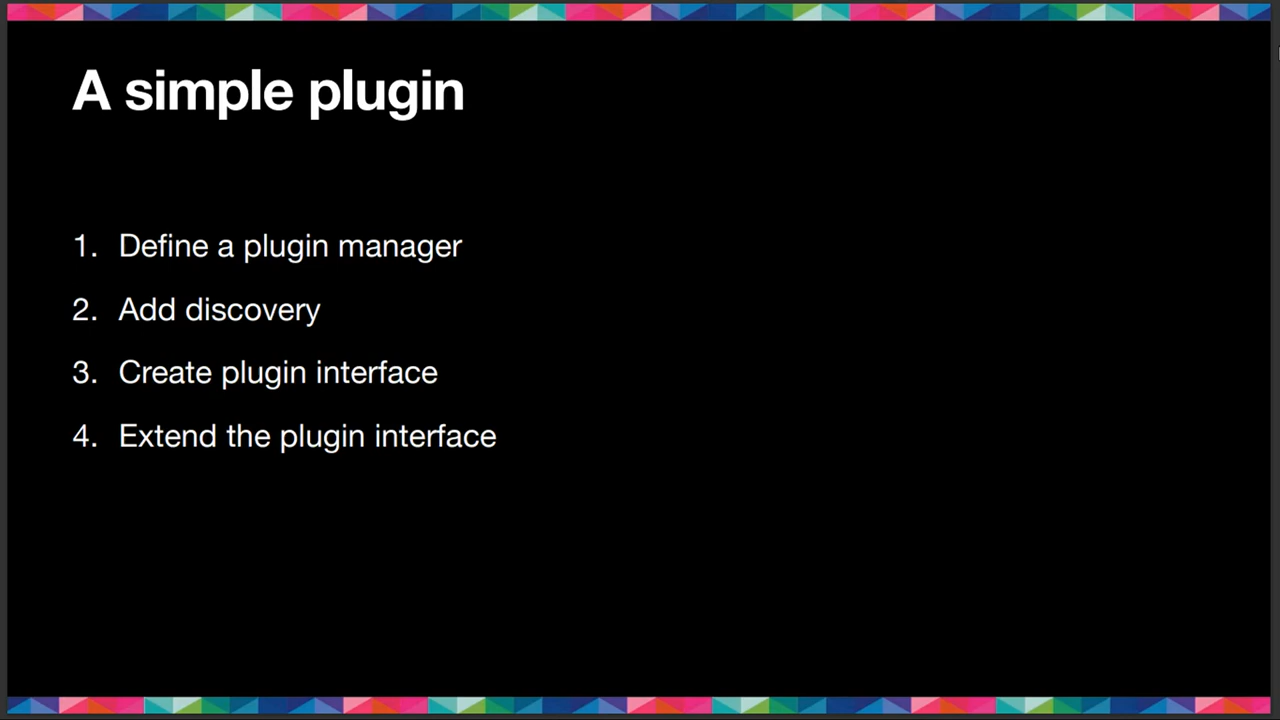 A simple plugin
1. Define a plugin manager
2. Add discovery
3. Create plugin interface
4. Extend the plugin interface